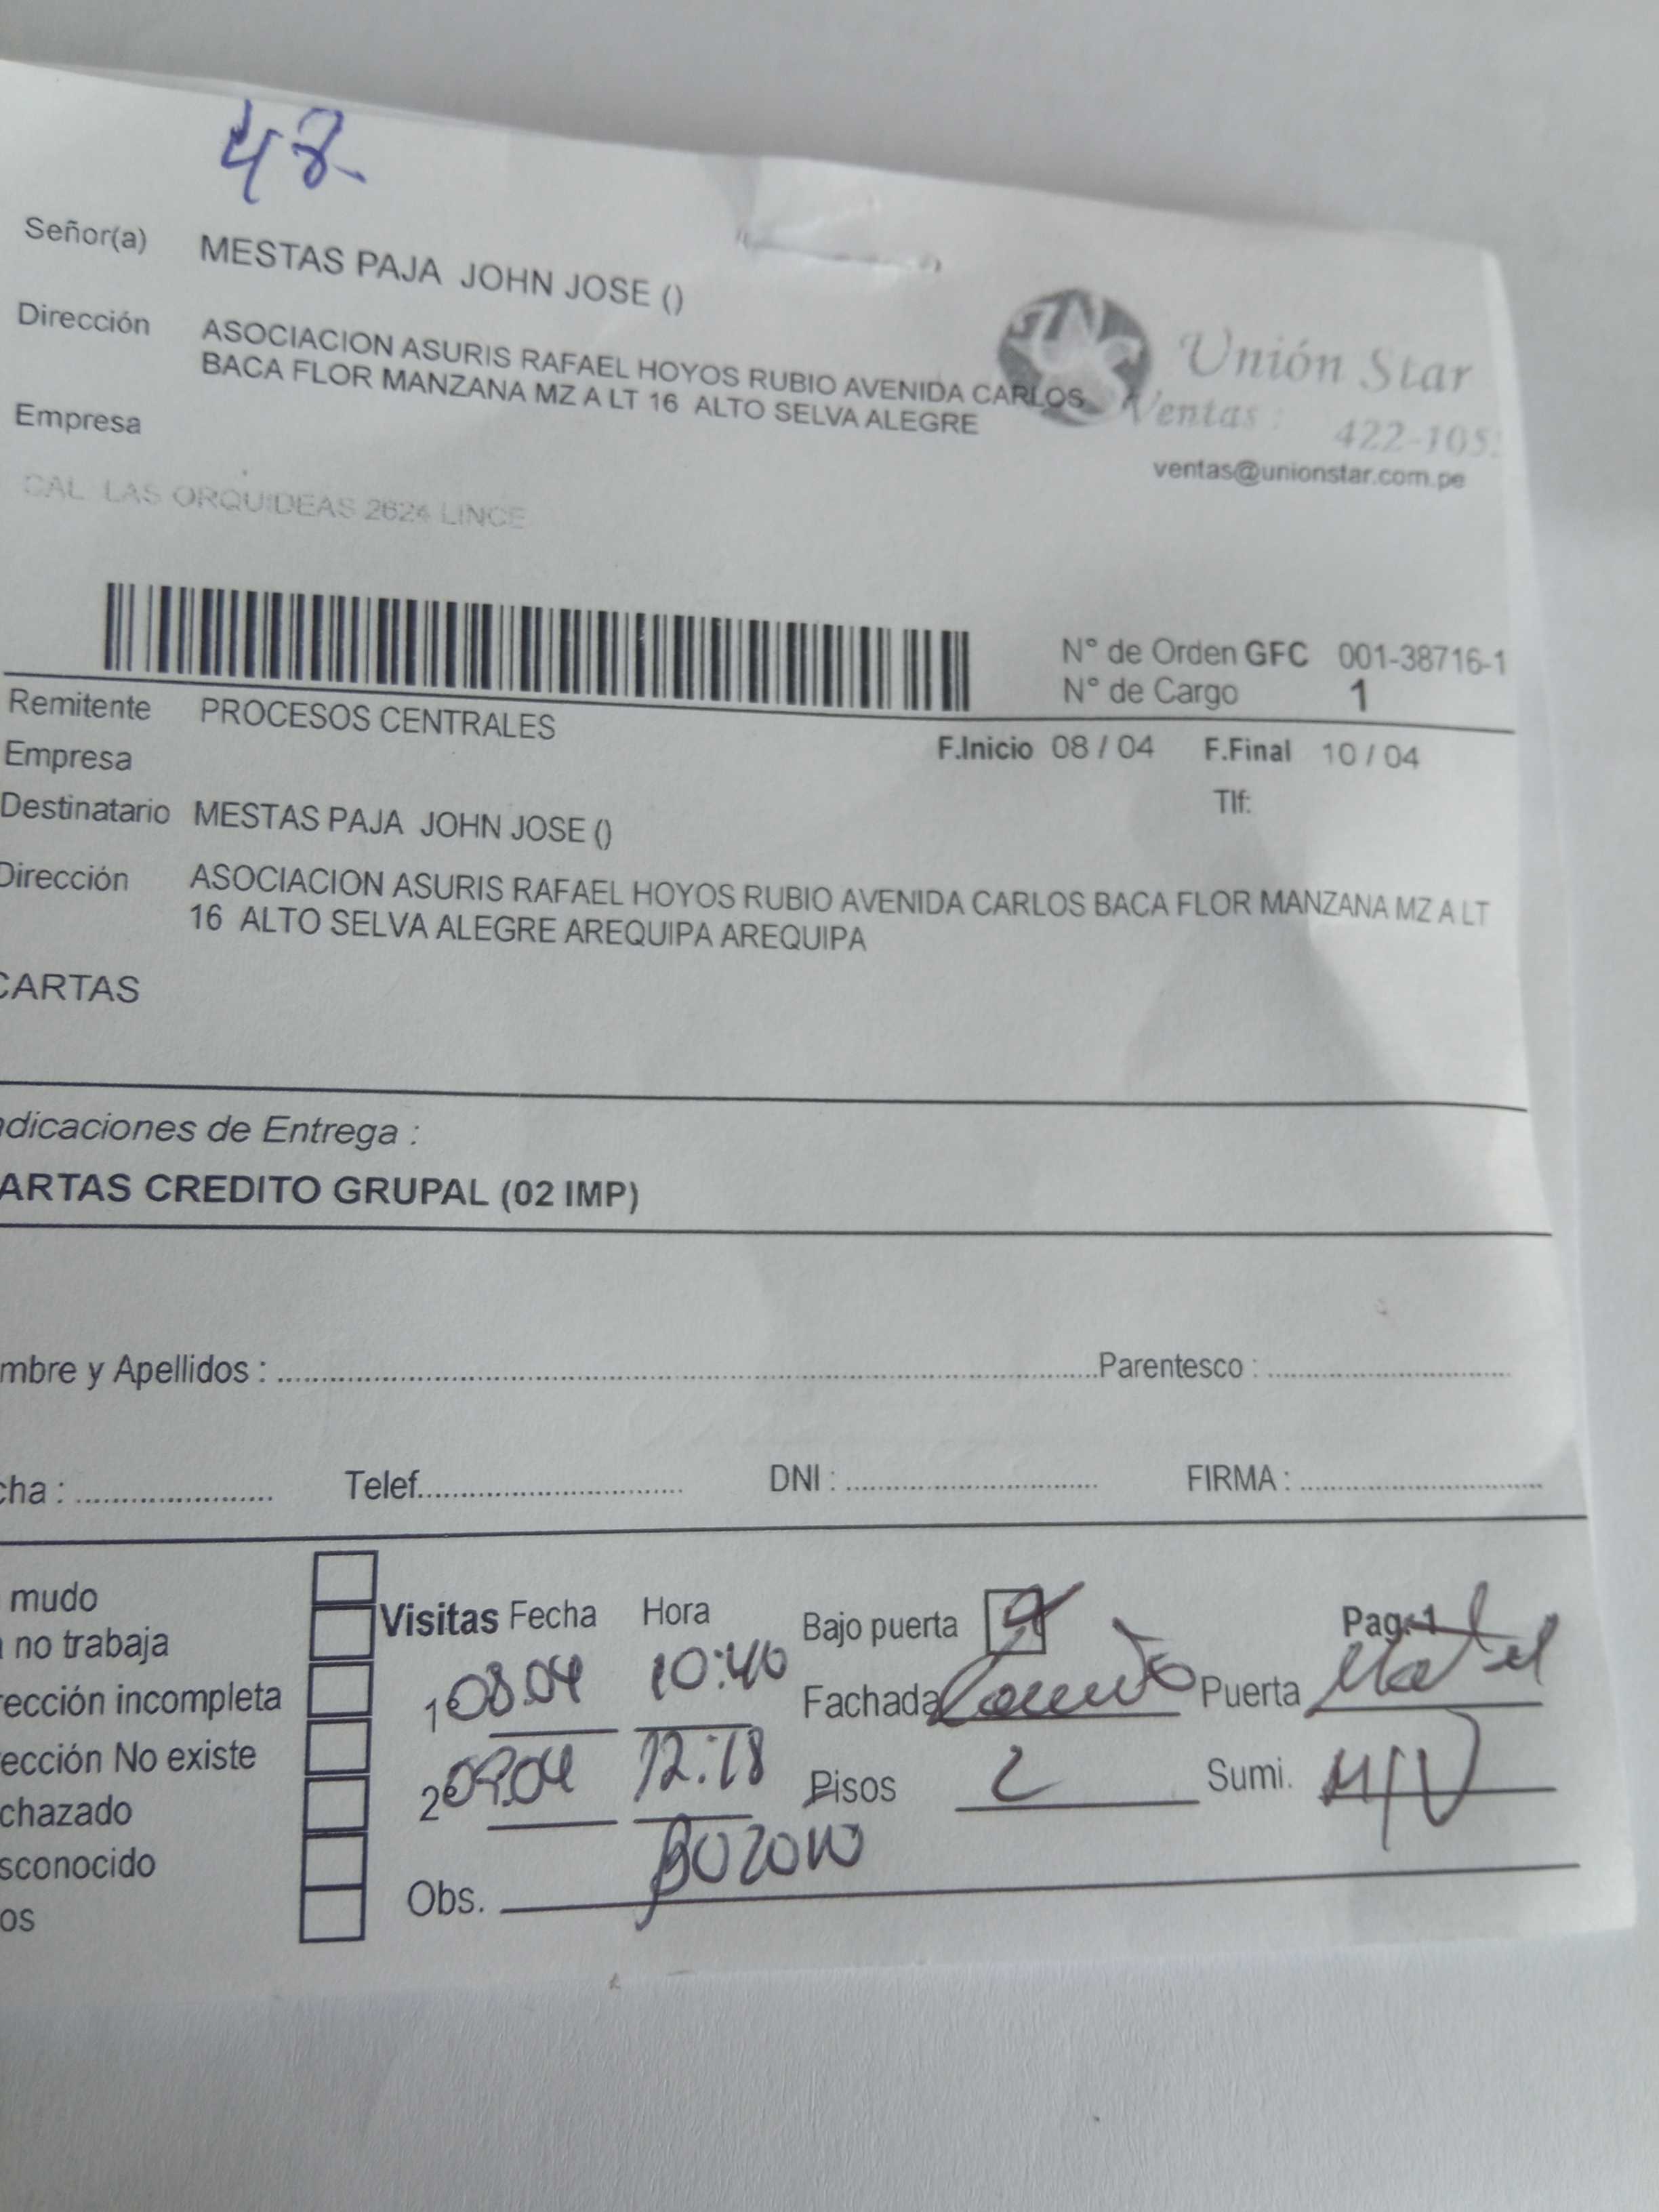 48
Señor(a) MESTAS PAJA JOHN JOSE ()
Dirección ASOCIACION ASURIS RAFAEL HOYOS RUBIO AVENIDA CARLOS
BACA FLOR MANZANA MZ A LT 16 ALTO SELVA ALEGRE
Empresa
Unión Star
Ventas :
422-105
ventas@unionstar.com.pe
CAL LAS ORQUIDEAS 2624 LINCE
N° de Orden GFC 001-38716-1
N° de Cargo 1
Remitente PROCESOS CENTRALES
Empresa
F.Inicio 08 / 04 F.Final 10 / 04
Tlf:
Destinatario MESTAS PAJA JOHN JOSE ()
Dirección ASOCIACION ASURIS RAFAEL HOYOS RUBIO AVENIDA CARLOS BACA FLOR MANZANA MZ A LT
16 ALTO SELVA ALEGRE AREQUIPA AREQUIPA
CARTAS
dicaciones de Entrega :
ARTAS CREDITO GRUPAL (02 IMP)
mbre y Apellidos : Parentesco :
cha : Telef. DNI : FIRMA :
mudo
no trabaja
rección incompleta
ección No existe
chazado
sconocido
os
Visitas Fecha Hora
1 08.04 10:40
2 09.04 12:18
Obs. BUZON
Bajo puerta Pag.:1
Fachada Puerta Metal
Pisos 2 Sumi. M/V